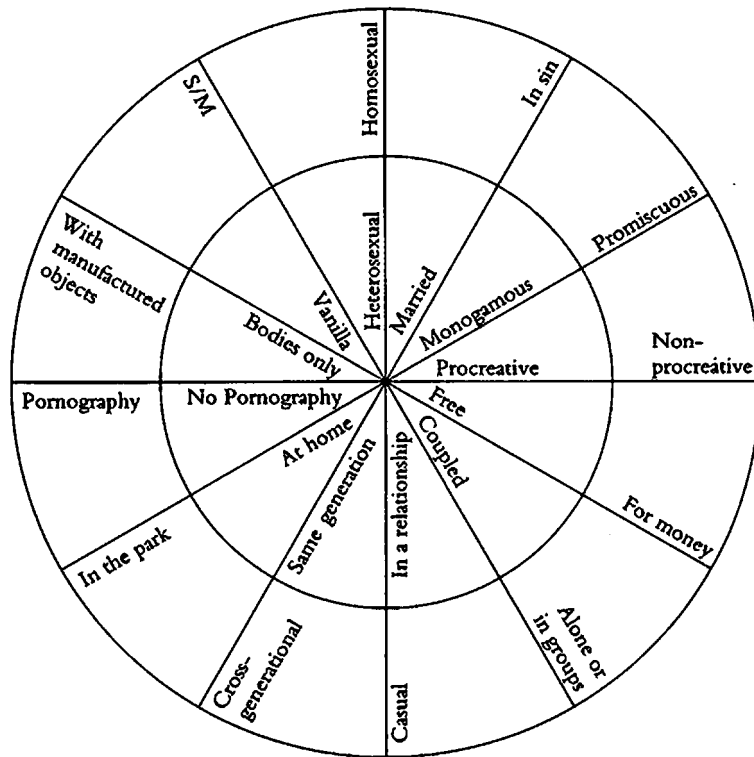 Homosexual
In sin
Promiscuous
Non-
procreative
For money
Alone or
in groups
Casual
Cross-
generational
In the park
Pornography
With
manufactured
objects
S/M
Heterosexual
Married
Monogamous
Procreative
Free
Coupled
In a relationship
Same generation
At home
No Pornography
Bodies only
Vanilla